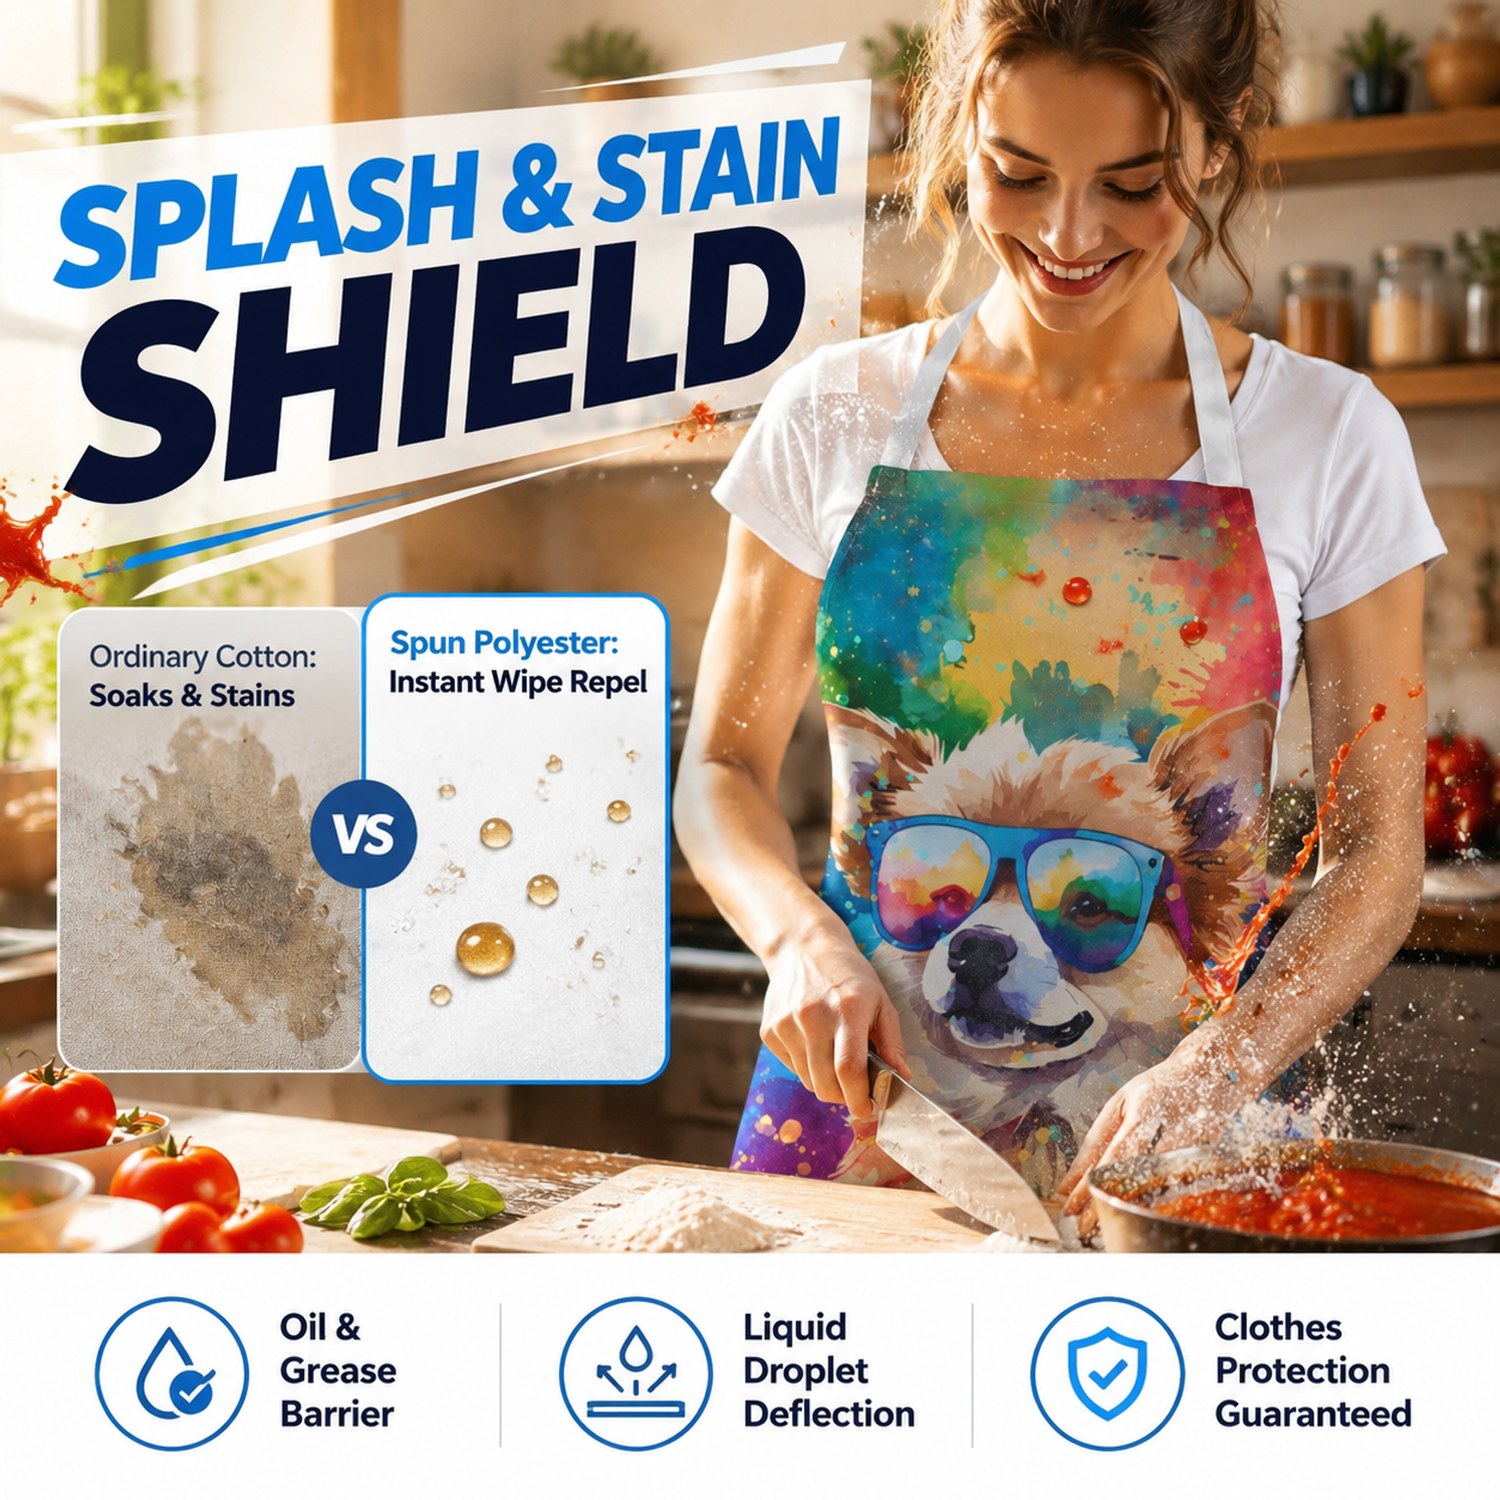 SPLASH & STAIN
SHIELD
Ordinary Cotton:
Soaks & Stains
VS
Spun Polyester:
Instant Wipe Repel
Oil &
Grease
Barrier
Liquid
Droplet
Deflection
Clothes
Protection
Guaranteed